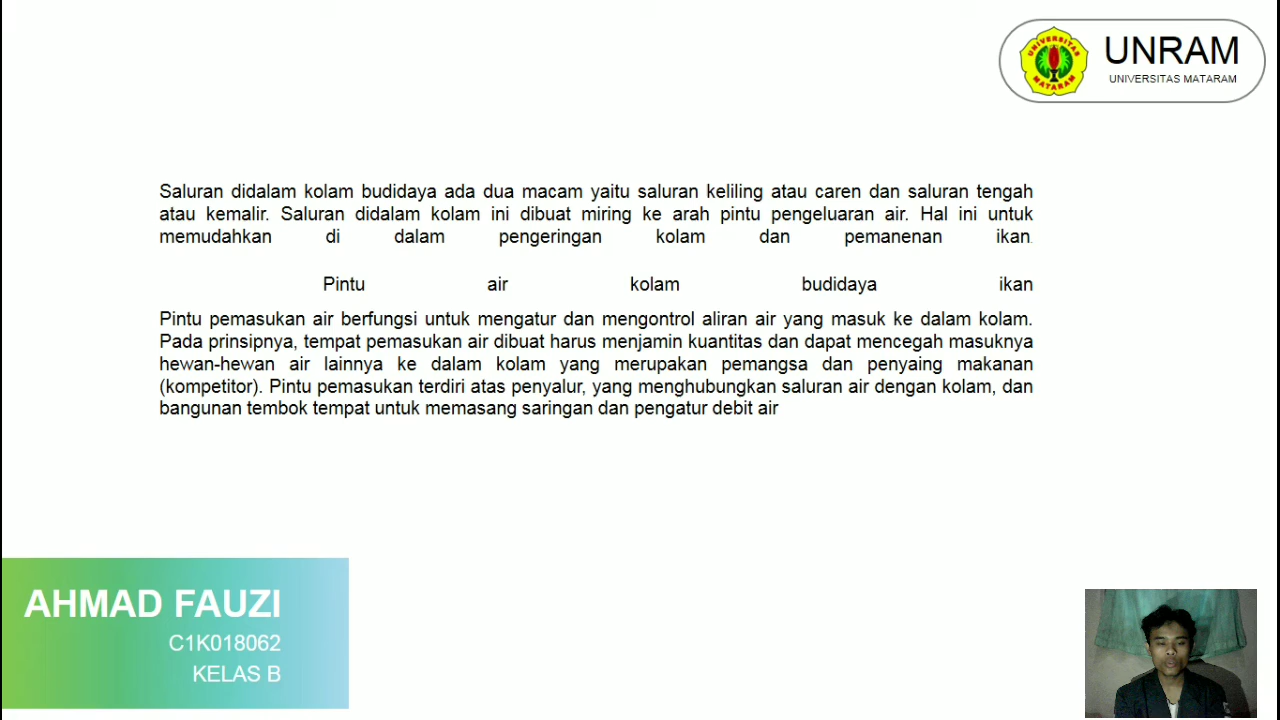 UNIVERSITAS
MATARAM
UNRAM
UNIVERSITAS MATARAM
Saluran didalam kolam budidaya ada dua macam yaitu saluran keliling atau caren dan saluran tengah
atau kemalir. Saluran didalam kolam ini dibuat miring ke arah pintu pengeluaran air. Hal ini untuk
memudahkan di dalam pengeringan kolam dan pemanenan ikan.
Pintu air kolam budidaya ikan
Pintu pemasukan air berfungsi untuk mengatur dan mengontrol aliran air yang masuk ke dalam kolam.
Pada prinsipnya, tempat pemasukan air dibuat harus menjamin kuantitas dan dapat mencegah masuknya
hewan-hewan air lainnya ke dalam kolam yang merupakan pemangsa dan penyaing makanan
(kompetitor). Pintu pemasukan terdiri atas penyalur, yang menghubungkan saluran air dengan kolam, dan
bangunan tembok tempat untuk memasang saringan dan pengatur debit air
AHMAD FAUZI
C1K018062
KELAS B